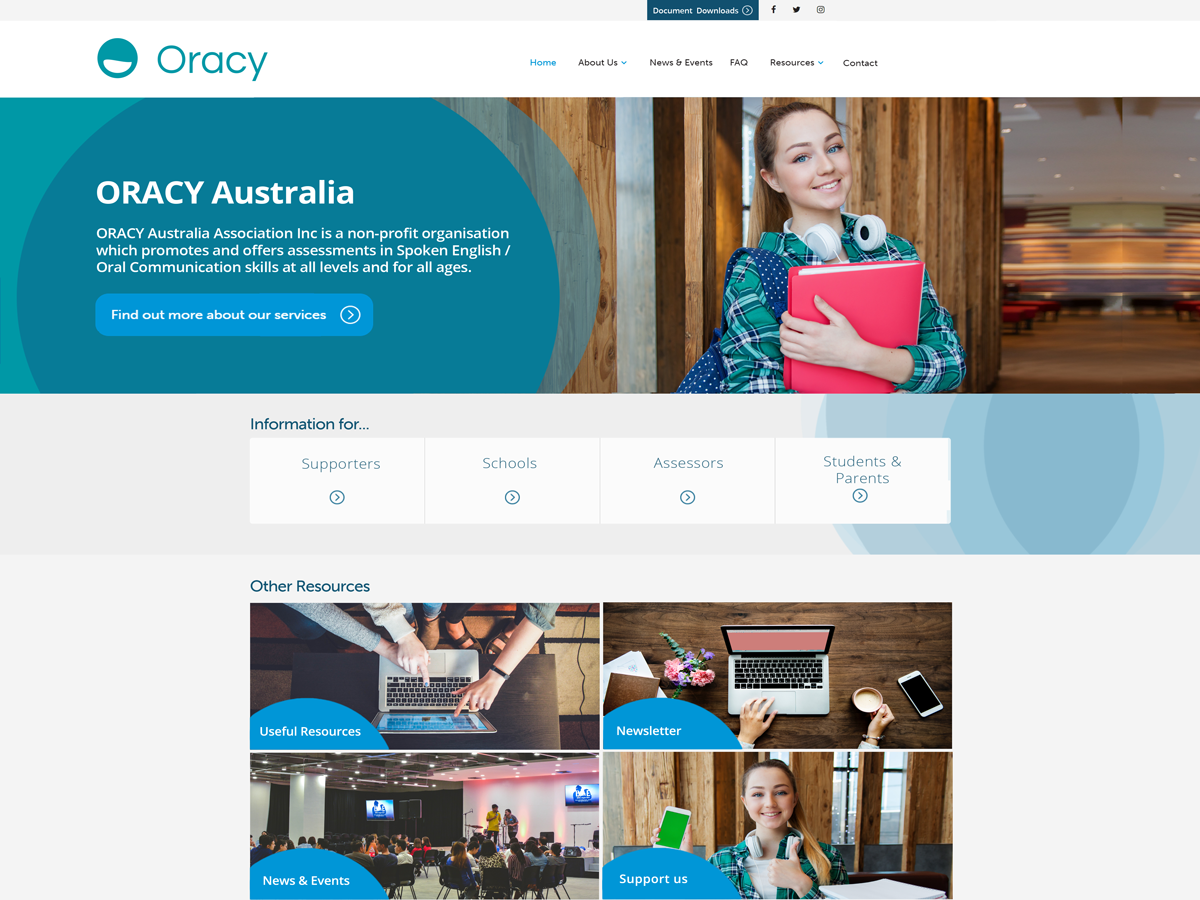 Document Downloads
Oracy
Home
About Us
News & Events
FAQ
Resources
Contact
ORACY Australia
ORACY Australia Association Inc is a non-profit organisation
which promotes and offers assessments in Spoken English /
Oral Communication skills at all levels and for all ages.
Find out more about our services
Information for...
Supporters
Schools
Assessors
Students &
Parents
Other Resources
Useful Resources
Newsletter
News & Events
Support us